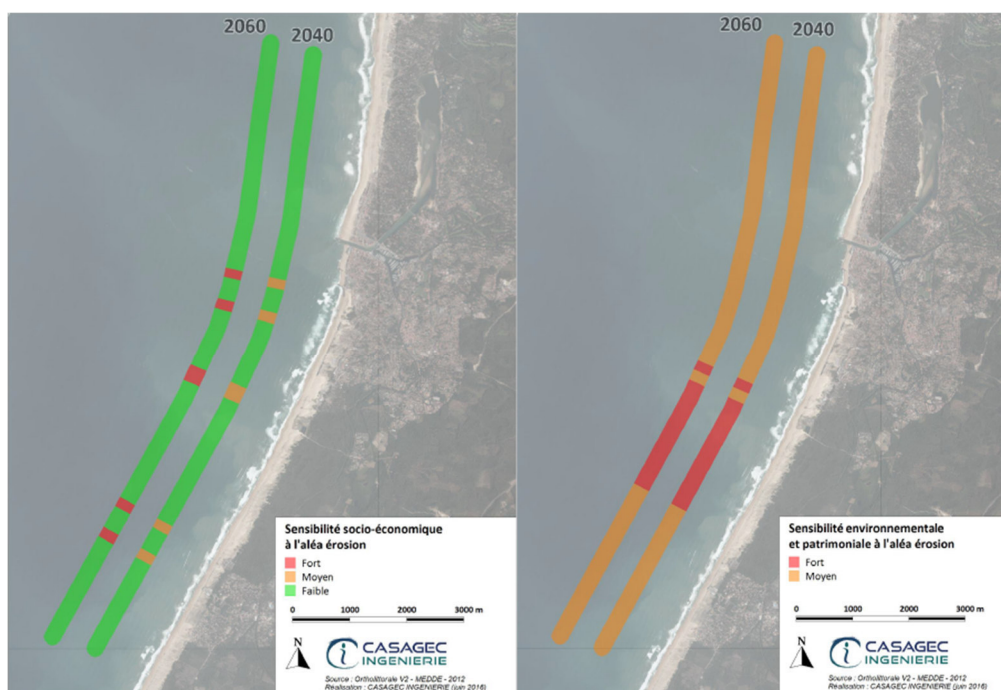 2060
2040
Sensibilité socio-économique
à l'aléa érosion
Fort
Moyen
Faible
0 1000 2000 3000 m
N
CASAGEC
INGENIERIE
Source : Ortholittorale V2 - MEDDE - 2012
Réalisation : CASAGEC INGENIERIE (juin 2016)
2060
2040
Sensibilité environnementale
et patrimoniale à l'aléa érosion
Fort
Moyen
0 1000 2000 3000 m
N
CASAGEC
INGENIERIE
Source : Ortholittorale V2 - MEDDE - 2012
Réalisation : CASAGEC INGENIERIE (juin 2016)